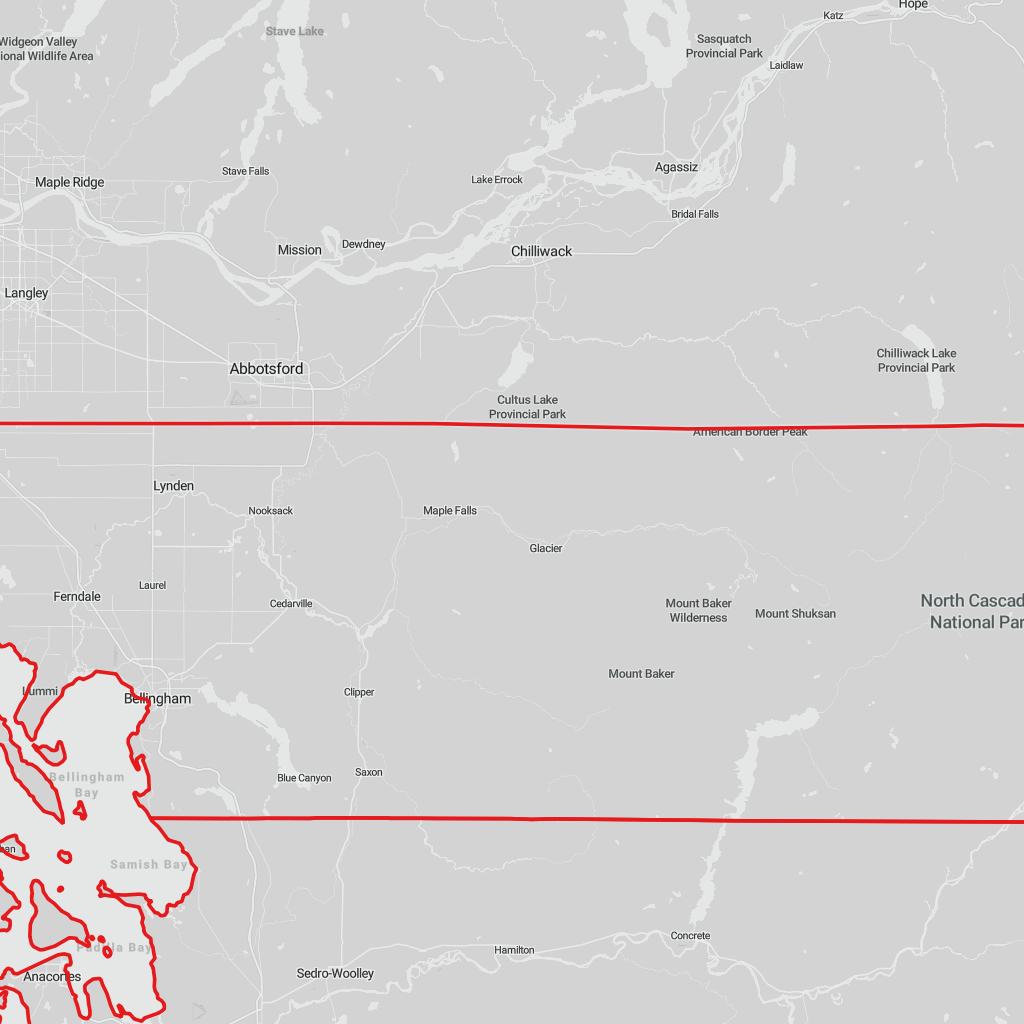 Hope
Katz
Stave Lake
Widgeon Valley
ional Wildlife Area
Sasquatch
Provincial Park
Laidlaw
Agassiz
Stave Falls
Lake Errock
Maple Ridge
Bridal Falls
Dewdney
Mission
Chilliwack
Langley
Chilliwack Lake
Provincial Park
Abbotsford
Cultus Lake
Provincial Park
American Border Peak
Lynden
Nooksack
Maple Falls
Glacier
Laurel
Ferndale
Cedarville
Mount Baker
Wilderness
Mount Shuksan
North Cascad
National Par
Mount Baker
Lummi
Bellingham
Clipper
Bellingham
Bay
Blue Canyon
Saxon
an
Samish Bay
Concrete
Padilla Bay
Hamilton
Anacortes
Sedro-Woolley